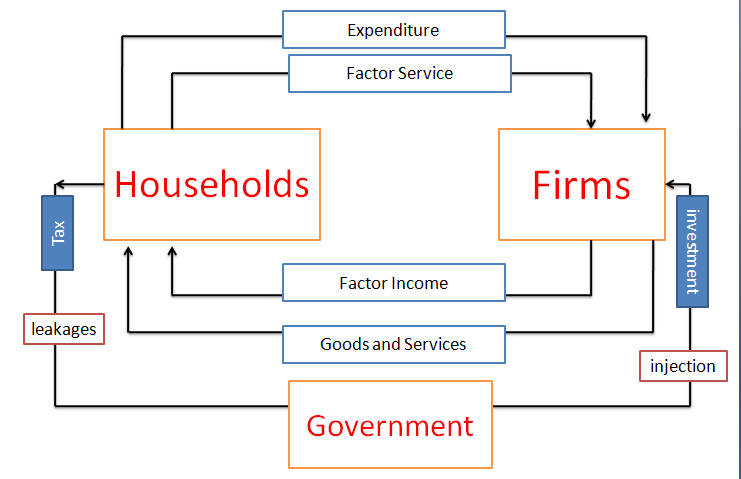 Expenditure
Factor Service
Households
Firms
Tax
investment
Factor Income
leakages
Goods and Services
injection
Government